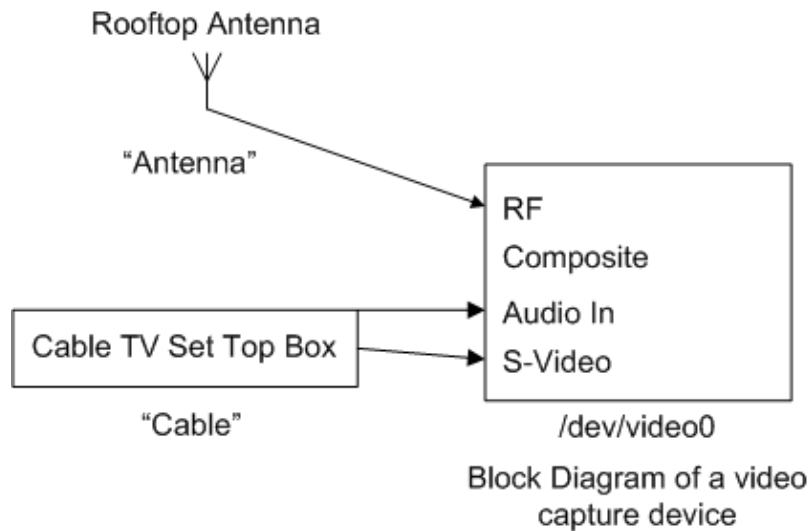 Rooftop Antenna
“Antenna”
RF
Composite
Audio In
S-Video
Cable TV Set Top Box
“Cable”
/dev/video0
Block Diagram of a video
capture device